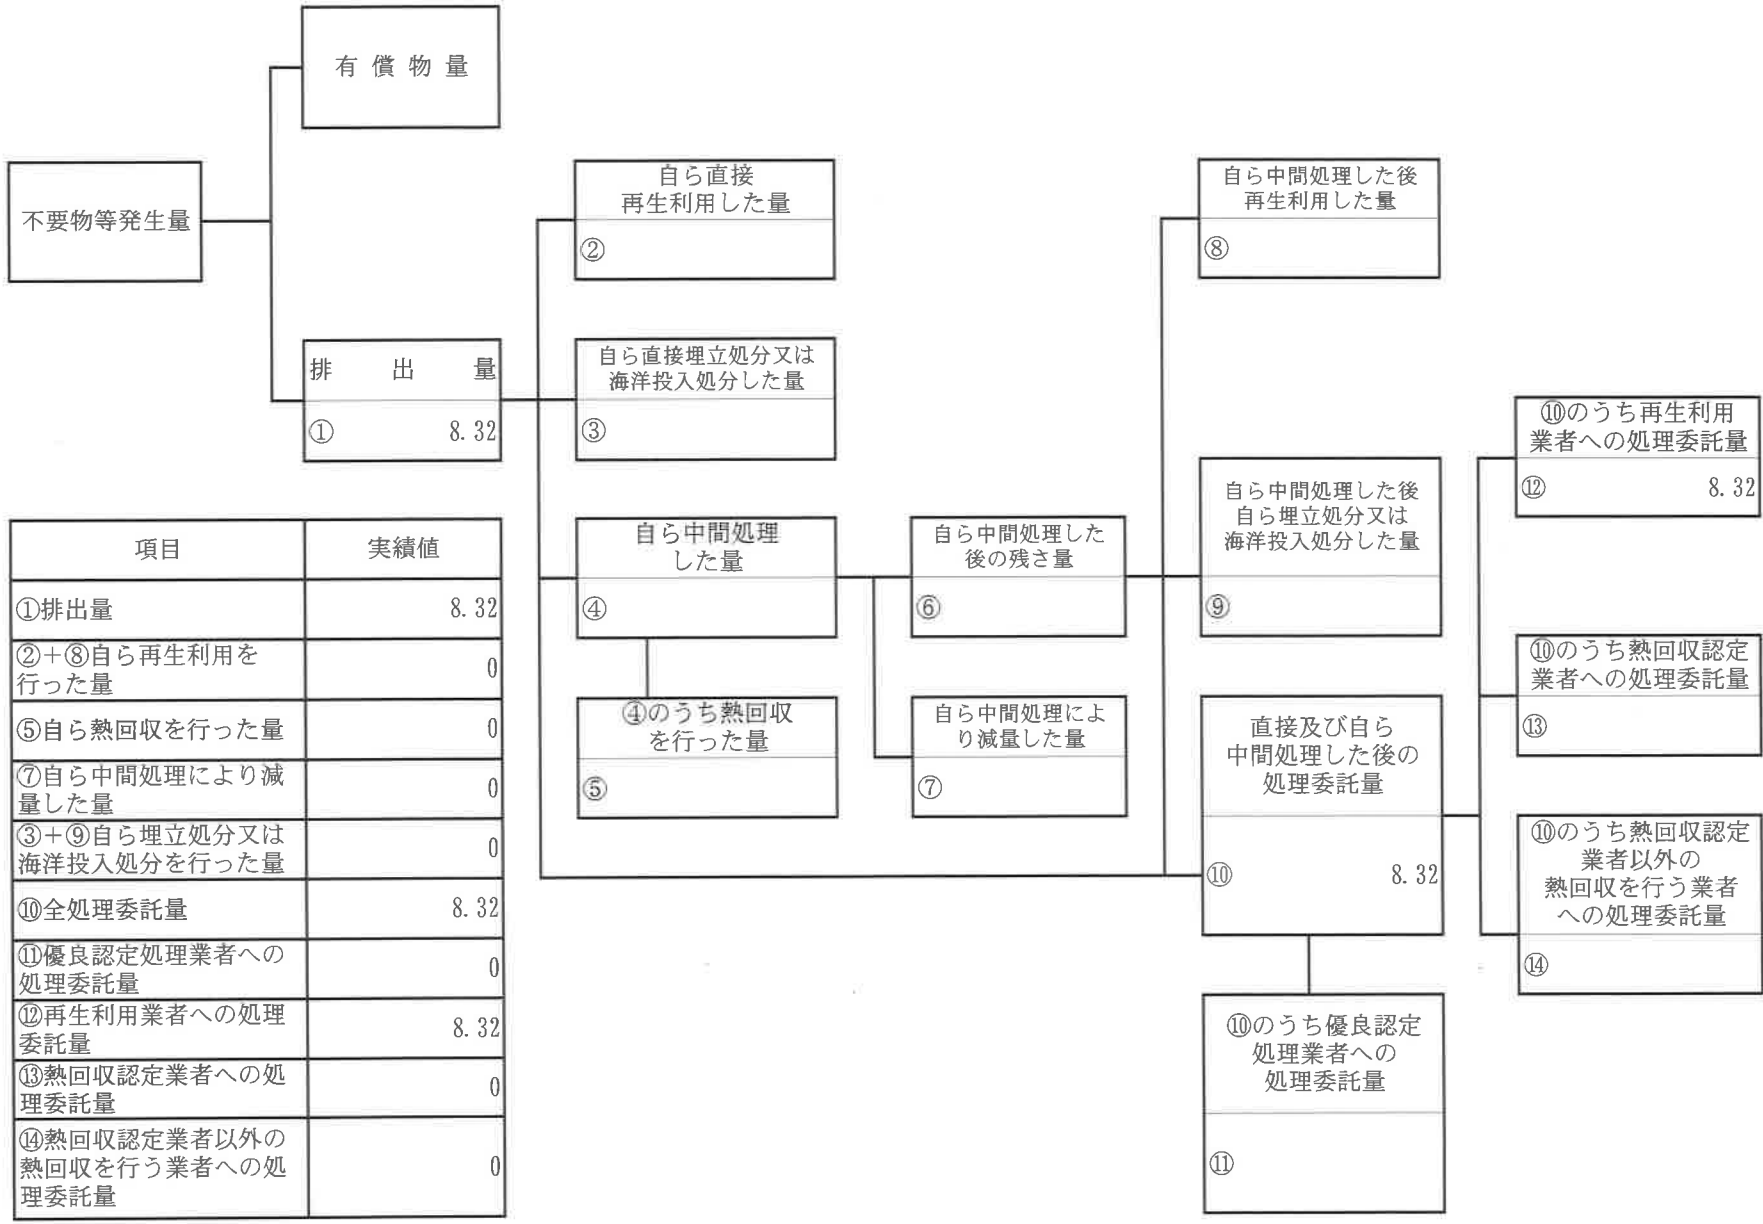 有償物量
不要物等発生量
排出量
① 8.32
自ら直接
再生利用した量
②
自ら直接埋立処分又は
海洋投入処分した量
③
自ら中間処理
した量
④
④のうち熱回収
を行った量
⑤
自ら中間処理した
後の残さ量
⑥
自ら中間処理によ
り減量した量
⑦
自ら中間処理した後
再生利用した量
⑧
自ら中間処理した後
自ら埋立処分又は
海洋投入処分した量
⑨
直接及び自ら
中間処理した後の
処理委託量
⑩ 8.32
⑩のうち優良認定
処理業者への
処理委託量
⑪
⑩のうち再生利用
業者への処理委託量
⑫ 8.32
⑩のうち熱回収認定
業者への処理委託量
⑬
⑩のうち熱回収認定
業者以外の
熱回収を行う業者
への処理委託量
⑭
項目 実績値
①排出量 8.32
②+⑧自ら再生利用を
行った量 0
⑤自ら熱回収を行った量 0
⑦自ら中間処理により減
量した量 0
③+⑨自ら埋立処分又は
海洋投入処分を行った量 0
⑩全処理委託量 8.32
⑪優良認定処理業者への
処理委託量 0
⑫再生利用業者への処理
委託量 8.32
⑬熱回収認定業者への処
理委託量 0
⑭熱回収認定業者以外の
熱回収を行う業者への処
理委託量 0